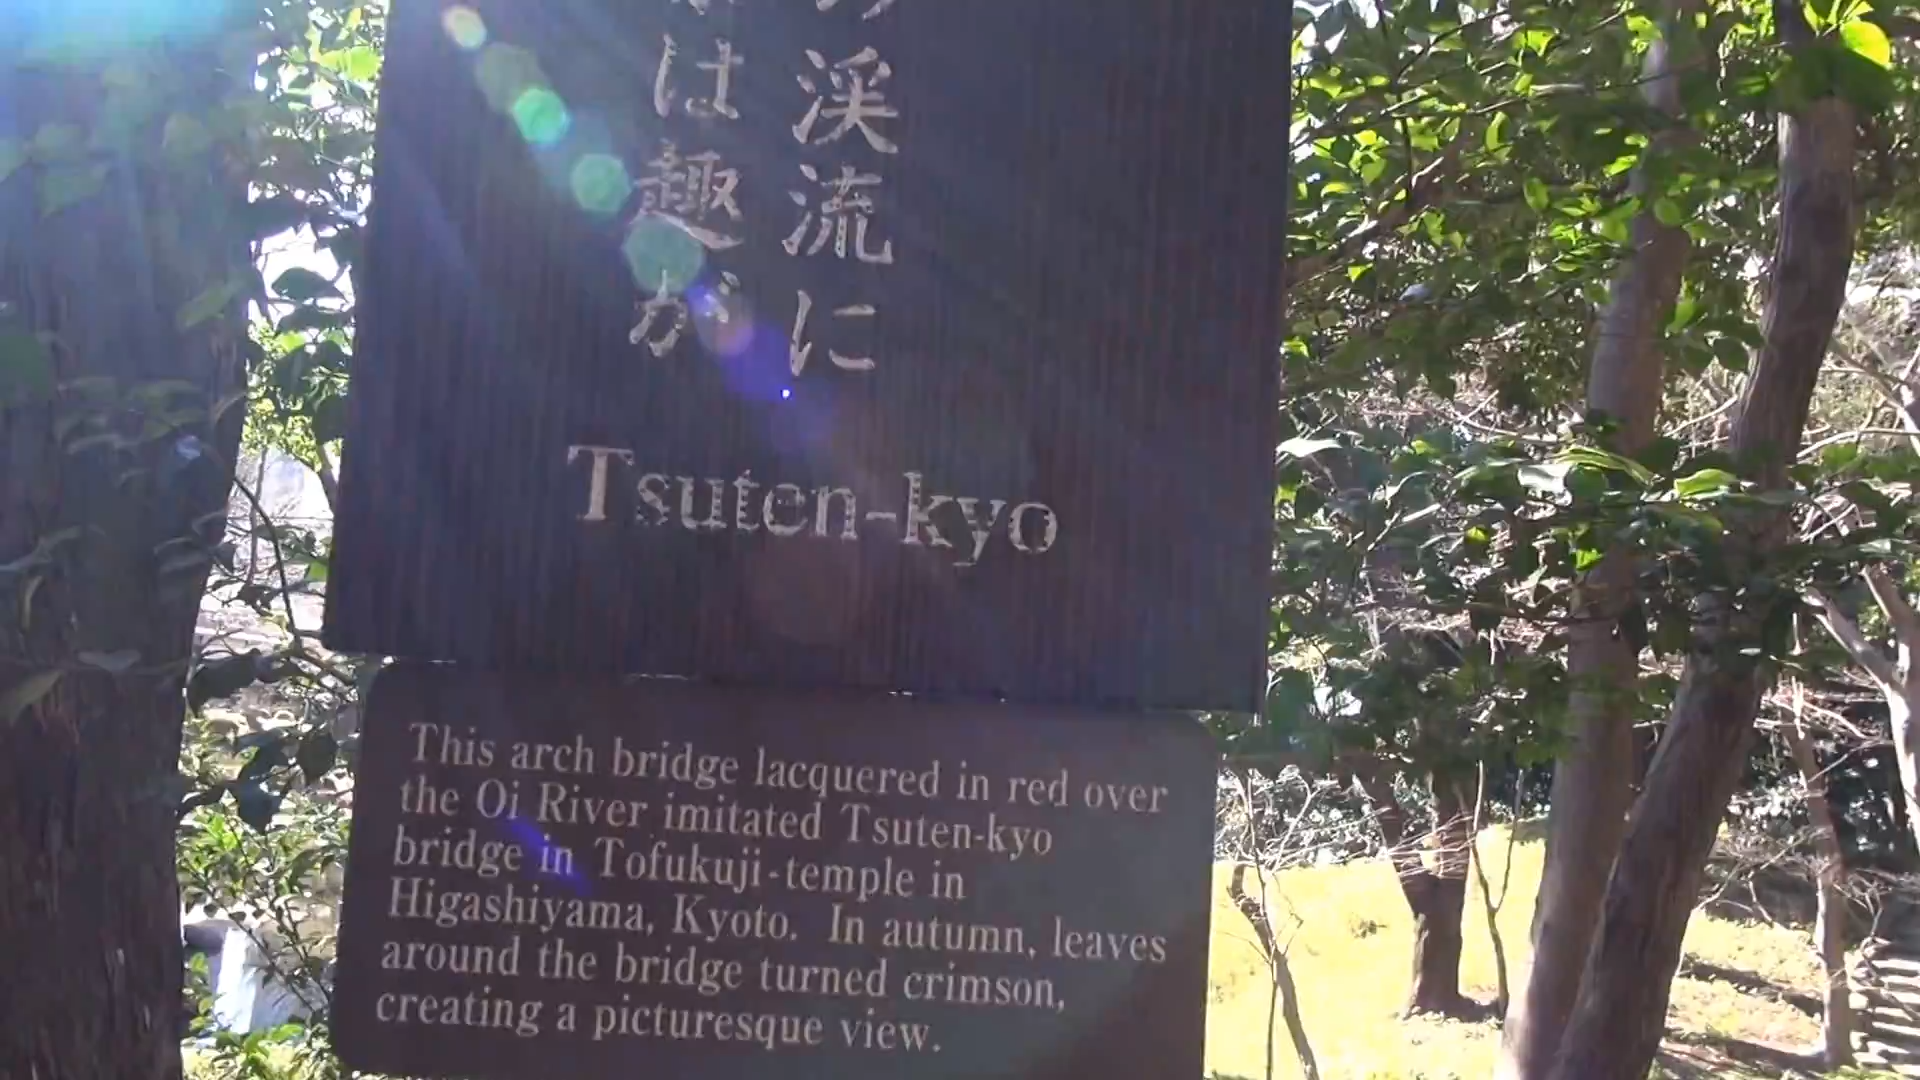 渓流に
は趣が
Tsuten-kyo
This arch bridge lacquered in red over
the Oi River imitated Tsuten-kyo
bridge in Tofukuji-temple in
Higashiyama, Kyoto. In autumn, leaves
around the bridge turned crimson,
creating a picturesque view.